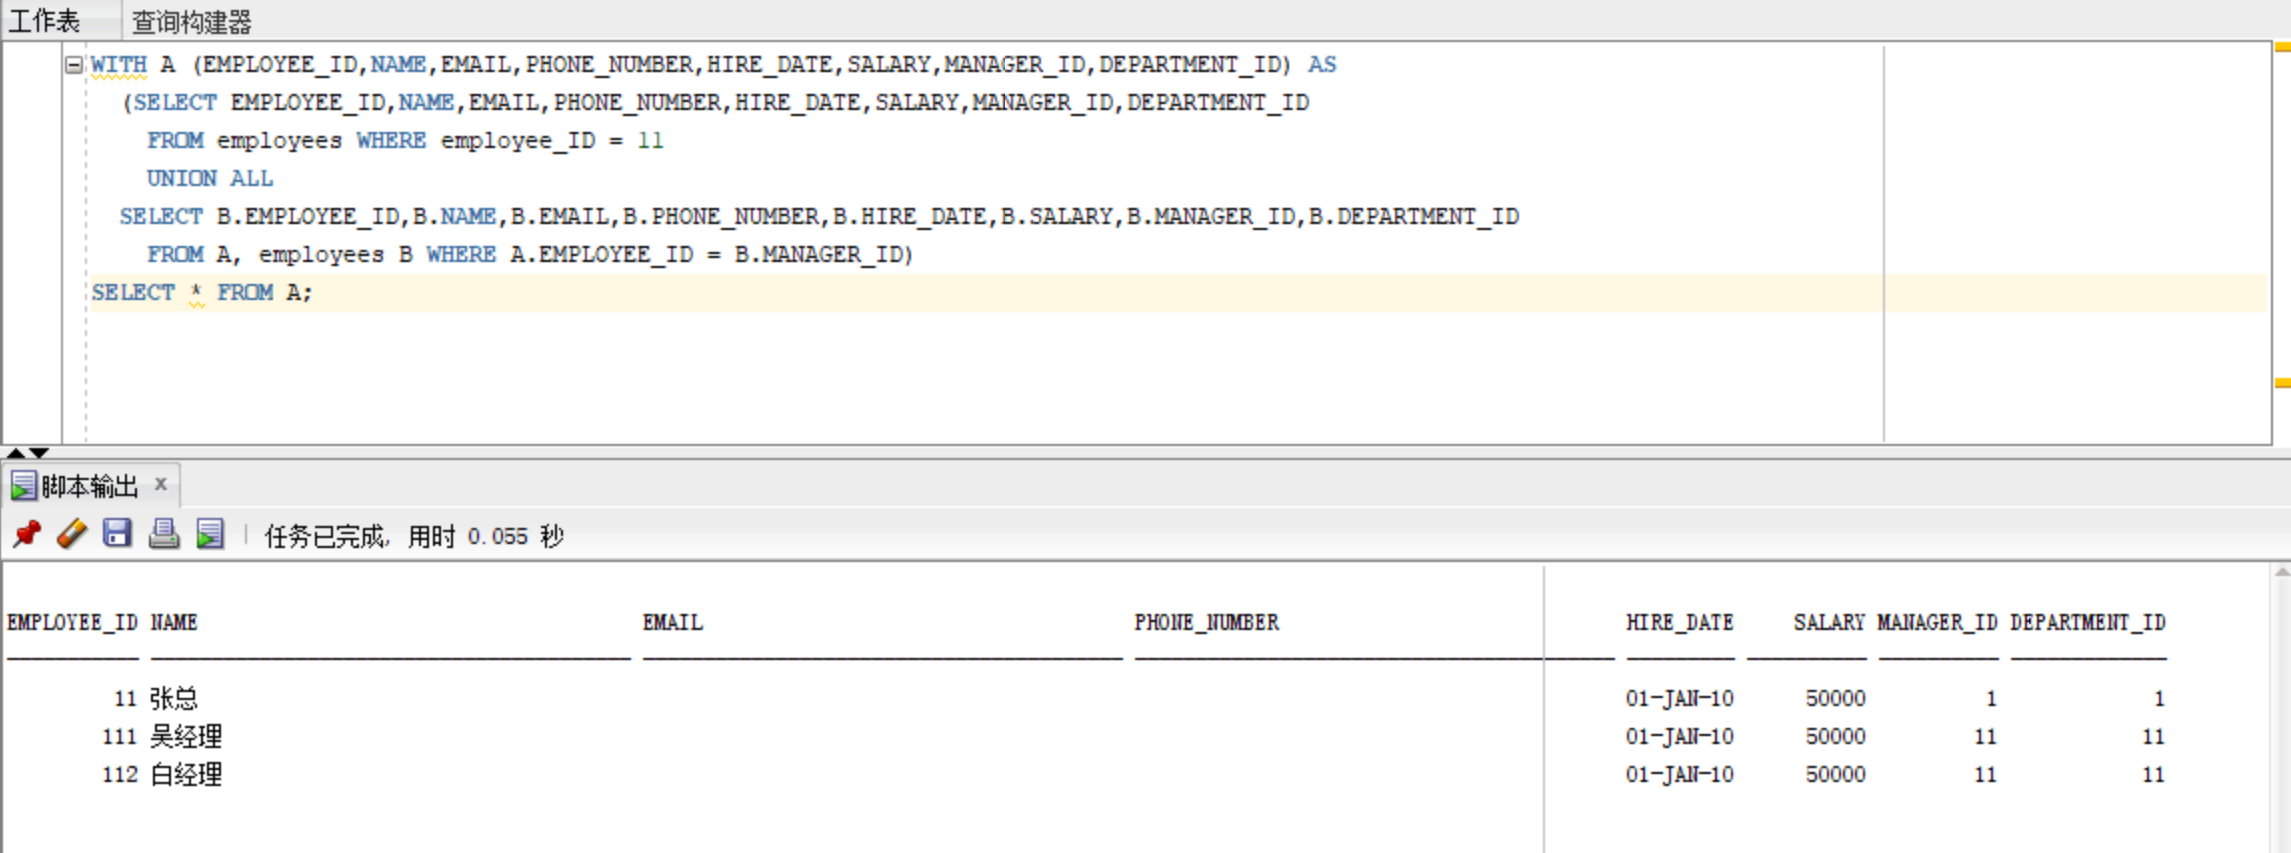 工作表 查询构建器
WITH A (EMPLOYEE_ID,NAME,EMAIL,PHONE_NUMBER,HIRE_DATE,SALARY,MANAGER_ID,DEPARTMENT_ID) AS
(SELECT EMPLOYEE_ID,NAME,EMAIL,PHONE_NUMBER,HIRE_DATE,SALARY,MANAGER_ID,DEPARTMENT_ID
FROM employees WHERE employee_ID = 11
UNION ALL
SELECT B.EMPLOYEE_ID,B.NAME,B.EMAIL,B.PHONE_NUMBER,B.HIRE_DATE,B.SALARY,B.MANAGER_ID,B.DEPARTMENT_ID
FROM A, employees B WHERE A.EMPLOYEE_ID = B.MANAGER_ID)
SELECT * FROM A;
脚本输出 x
任务已完成, 用时 0.055 秒
EMPLOYEE_ID NAME EMAIL PHONE_NUMBER HIRE_DATE SALARY MANAGER_ID DEPARTMENT_ID
11 张总 01-JAN-10 50000 1 1
111 吴经理 01-JAN-10 50000 11 11
112 白经理 01-JAN-10 50000 11 11